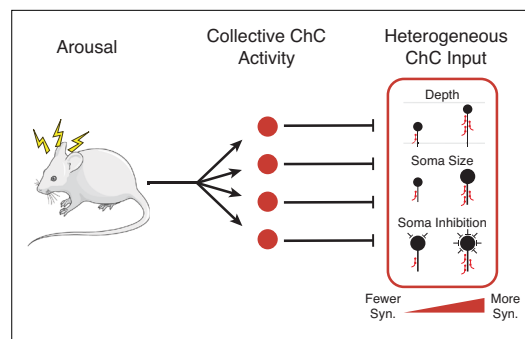 Arousal
Collective ChC
Activity
Heterogeneous
ChC Input
Depth
Soma Size
Soma Inhibition
Fewer
Syn.
More
Syn.